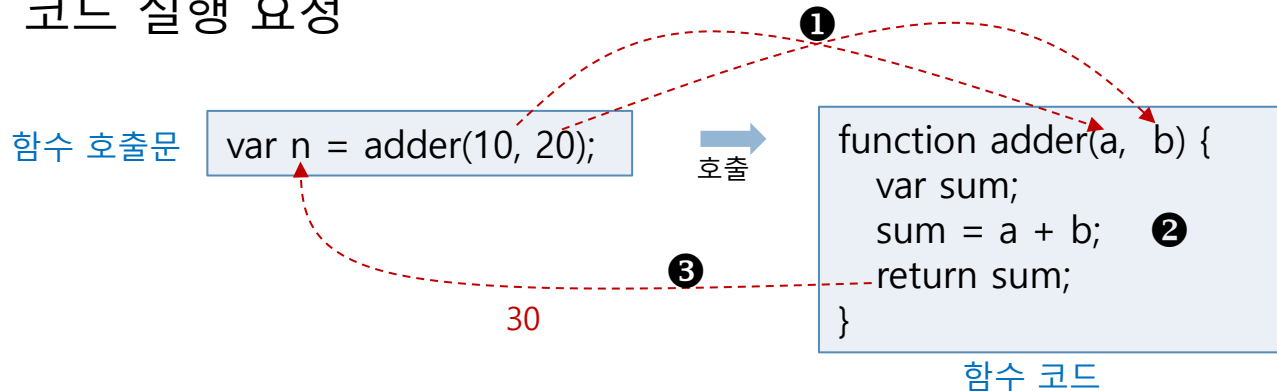 코드 실행 요청
❶
함수 호출문
var n = adder(10, 20);
호출
function adder(a, b) {
var sum;
sum = a + b; ❷
return sum;
}
❸
30
함수 코드